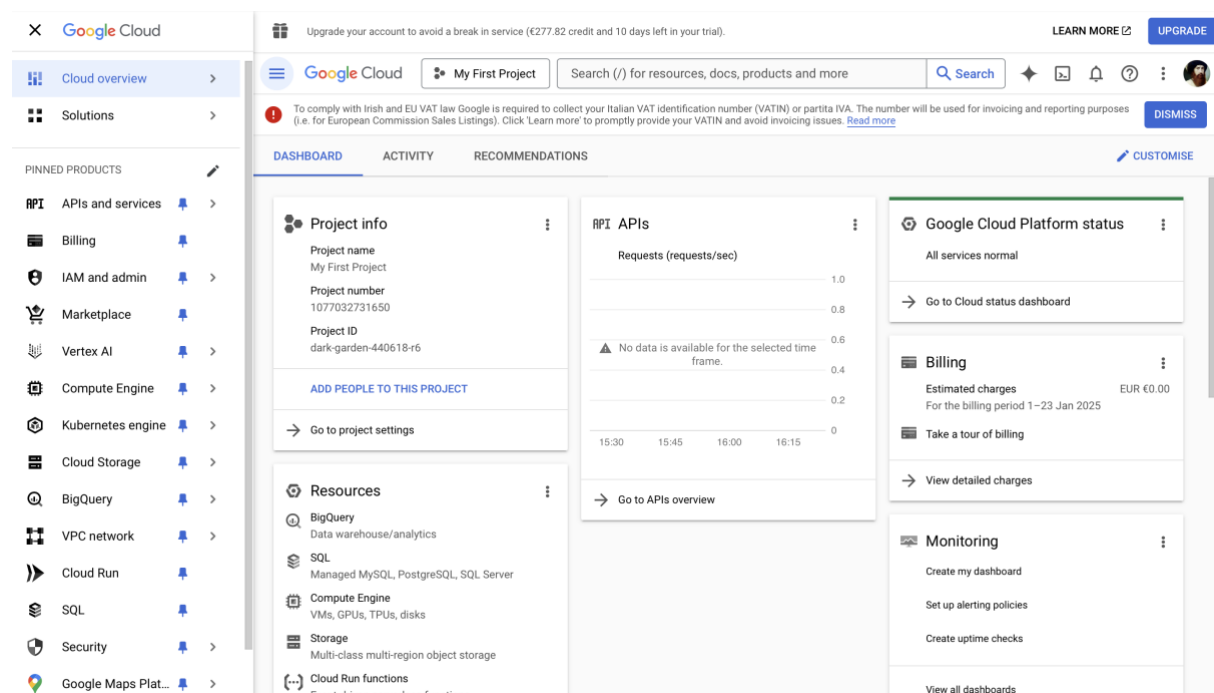 Google Cloud
Cloud overview
Solutions
PINNED PRODUCTS
API APIs and services
Billing
IAM and admin
Marketplace
Vertex AI
Compute Engine
Kubernetes engine
Cloud Storage
BigQuery
VPC network
Cloud Run
SQL
Security
Google Maps Plat...
Upgrade your account to avoid a break in service (€277.82 credit and 10 days left in your trial).
LEARN MORE
UPGRADE
Google Cloud
My First Project
Search (/) for resources, docs, products and more
Search
To comply with Irish and EU VAT law Google is required to collect your Italian VAT identification number (VATIN) or partita IVA. The number will be used for invoicing and reporting purposes
(i.e. for European Commission Sales Listings). Click 'Learn more' to promptly provide your VATIN and avoid invoicing issues. Read more
DISMISS
DASHBOARD
ACTIVITY
RECOMMENDATIONS
CUSTOMISE
Project info
Project name
My First Project
Project number
1077032731650
Project ID
dark-garden-440618-r6
ADD PEOPLE TO THIS PROJECT
Go to project settings
Resources
BigQuery
Data warehouse/analytics
SQL
Managed MySQL, PostgreSQL, SQL Server
Compute Engine
VMs, GPUs, TPUs, disks
Storage
Multi-class multi-region object storage
Cloud Run functions
API APIs
Requests (requests/sec)
1.0
0.8
0.6
No data is available for the selected time
frame.
0.4
0.2
0
15:30 15:45 16:00 16:15
Go to APIs overview
Google Cloud Platform status
All services normal
Go to Cloud status dashboard
Billing
Estimated charges EUR €0.00
For the billing period 1–23 Jan 2025
Take a tour of billing
View detailed charges
Monitoring
Create my dashboard
Set up alerting policies
Create uptime checks
View all dashboards